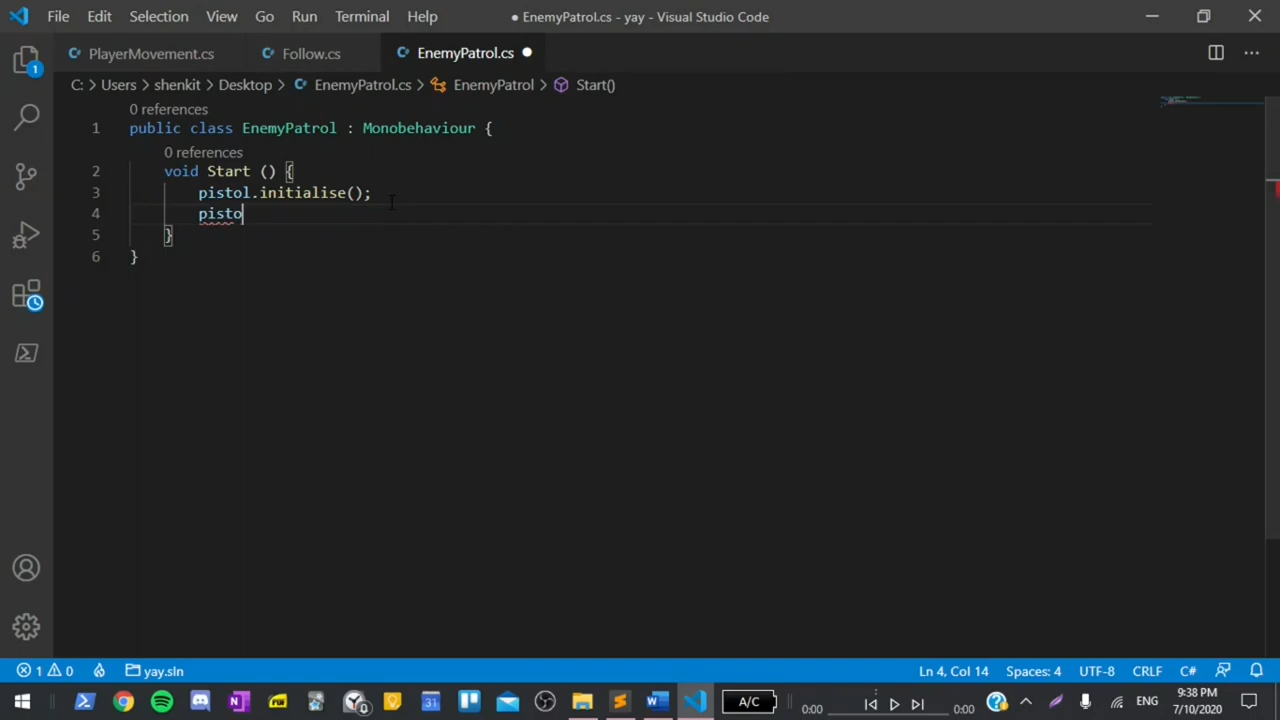 File Edit Selection View Go Run Terminal Help ● EnemyPatrol.cs - yay - Visual Studio Code
PlayerMovement.cs Follow.cs EnemyPatrol.cs ●
C: > Users > shenkit > Desktop > EnemyPatrol.cs > EnemyPatrol > Start()
0 references
1 public class EnemyPatrol : Monobehaviour {
0 references
2 void Start () {
3 pistol.initialise();
4 pisto
5 }
6 }
1
1 0 yay.sln Ln 4, Col 14 Spaces: 4 UTF-8 CRLF C#
A/C 0:00 0:00 ENG 9:38 PM
7/10/2020